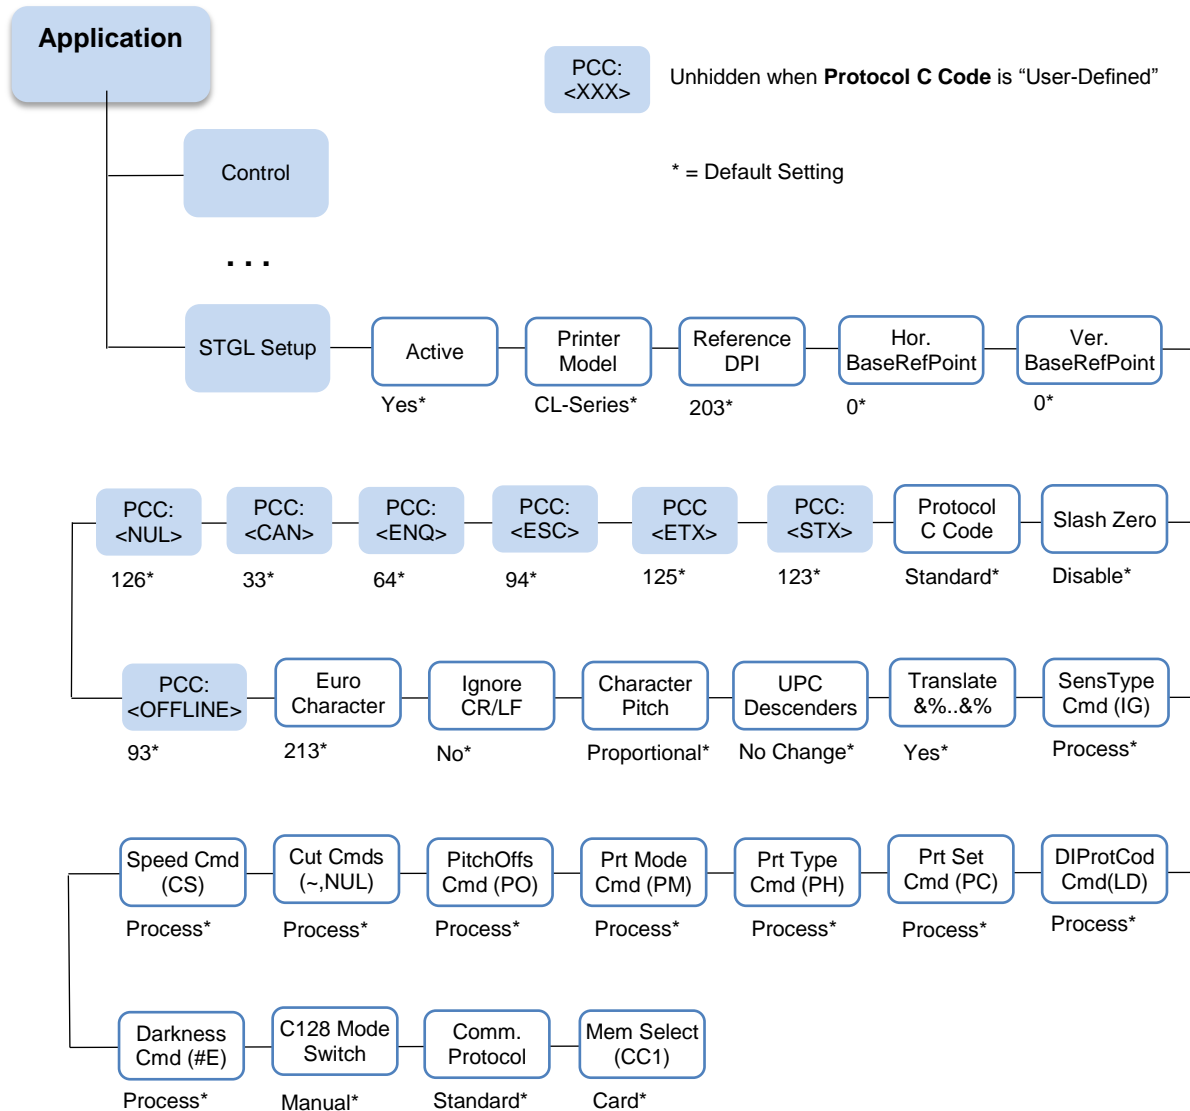 Application
PCC:
<XXX>
Unhidden when Protocol C Code is “User-Defined”
* = Default Setting
Control
. . .
STGL Setup
Active
Yes*
Printer
Model
CL-Series*
Reference
DPI
203*
Hor.
BaseRefPoint
0*
Ver.
BaseRefPoint
0*
PCC:
<NUL>
126*
PCC:
<CAN>
33*
PCC:
<ENQ>
64*
PCC:
<ESC>
94*
PCC
<ETX>
125*
PCC:
<STX>
123*
Protocol
C Code
Standard*
Slash Zero
Disable*
PCC:
<OFFLINE>
93*
Euro
Character
213*
Ignore
CR/LF
No*
Character
Pitch
Proportional*
UPC
Descenders
No Change*
Translate
&%..&%
Yes*
SensType
Cmd (IG)
Process*
Speed Cmd
(CS)
Process*
Cut Cmds
(~,NUL)
Process*
PitchOffs
Cmd (PO)
Process*
Prt Mode
Cmd (PM)
Process*
Prt Type
Cmd (PH)
Process*
Prt Set
Cmd (PC)
Process*
DIProtCod
Cmd(LD)
Process*
Darkness
Cmd (#E)
Process*
C128 Mode
Switch
Manual*
Comm.
Protocol
Standard*
Mem Select
(CC1)
Card*